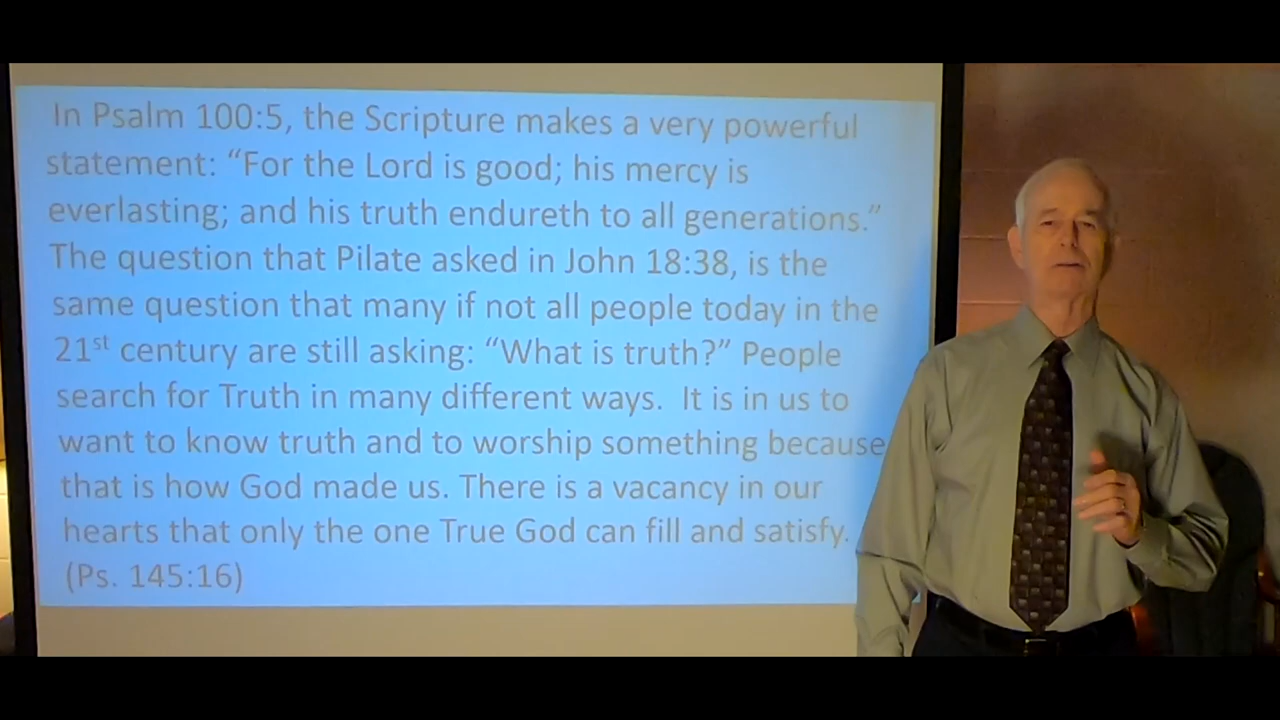 In Psalm 100:5, the Scripture makes a very powerful
statement: “For the Lord is good; his mercy is
everlasting; and his truth endureth to all generations.”
The question that Pilate asked in John 18:38, is the
same question that many if not all people today in the
21st century are still asking: “What is truth?” People
search for Truth in many different ways.  It is in us to
want to know truth and to worship something because
that is how God made us. There is a vacancy in our
hearts that only the one True God can fill and satisfy.
(Ps. 145:16)